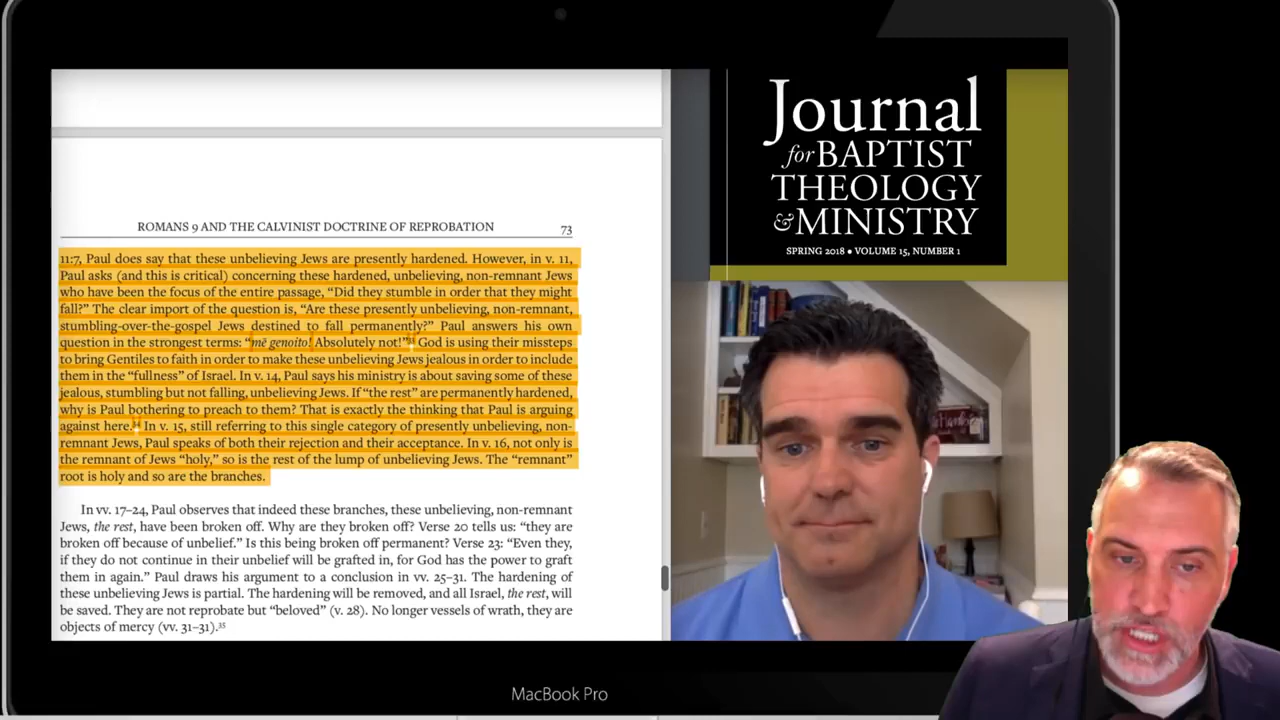 ROMANS 9 AND THE CALVINIST DOCTRINE OF REPROBATION 73
11:7, Paul does say that these unbelieving Jews are presently hardened. However, in v. 11,
Paul asks (and this is critical) concerning these hardened, unbelieving, non-remnant Jews
who have been the focus of the entire passage, “Did they stumble in order that they might
fall?” The clear import of the question is, “Are these presently unbelieving, non-remnant,
stumbling-over-the-gospel Jews destined to fall permanently?” Paul answers his own
question in the strongest terms: “mē genoito! Absolutely not!” God is using their missteps
to bring Gentiles to faith in order to make these unbelieving Jews jealous in order to include
them in the “fullness” of Israel. In v. 14, Paul says his ministry is about saving some of these
jealous, stumbling but not falling, unbelieving Jews. If “the rest” are permanently hardened,
why is Paul bothering to preach to them? That is exactly the thinking that Paul is arguing
against here. In v. 15, still referring to this single category of presently unbelieving, non-
remnant Jews, Paul speaks of both their rejection and their acceptance. In v. 16, not only is
the remnant of Jews “holy,” so is the rest of the lump of unbelieving Jews. The “remnant”
root is holy and so are the branches.
In vv. 17–24, Paul observes that indeed these branches, these unbelieving, non-remnant
Jews, the rest, have been broken off. Why are they broken off? Verse 20 tells us: “they are
broken off because of unbelief.” Is this being broken off permanent? Verse 23: “Even they,
if they do not continue in their unbelief will be grafted in, for God has the power to graft
them in again.” Paul draws his argument to a conclusion in vv. 25–31. The hardening of
these unbelieving Jews is partial. The hardening will be removed, and all Israel, the rest, will
be saved. They are not reprobate but “beloved” (v. 28). No longer vessels of wrath, they are
objects of mercy (vv. 31–31).³⁵
Journal
for BAPTIST
THEOLOGY
& MINISTRY
SPRING 2018 • VOLUME 15, NUMBER 1
MacBook Pro